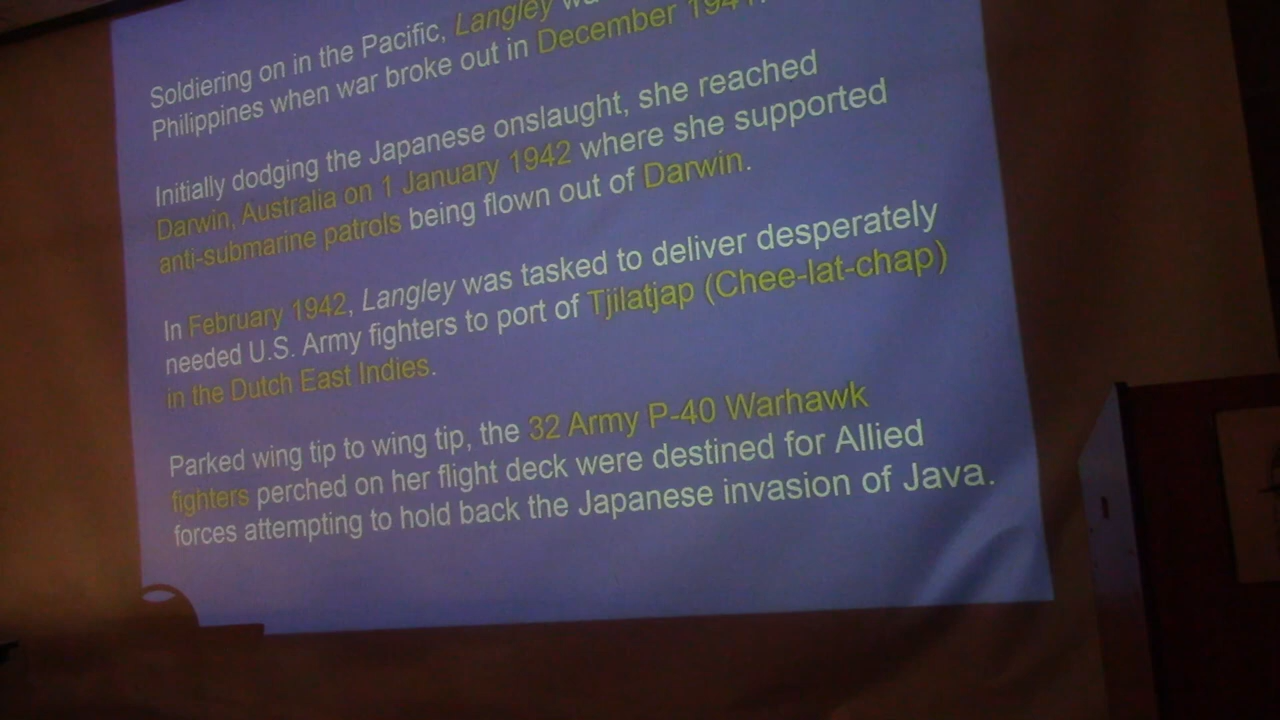 Soldiering on in the Pacific, Langley
Philippines when war broke out in December 1941.
Initially dodging the Japanese onslaught, she reached
Darwin, Australia on 1 January 1942 where she supported
anti-submarine patrols being flown out of Darwin.
In February 1942, Langley was tasked to deliver desperately
needed U.S. Army fighters to port of Tjilatjap (Chee-lat-chap)
in the Dutch East Indies.
Parked wing tip to wing tip, the 32 Army P-40 Warhawk
fighters perched on her flight deck were destined for Allied
forces attempting to hold back the Japanese invasion of Java.